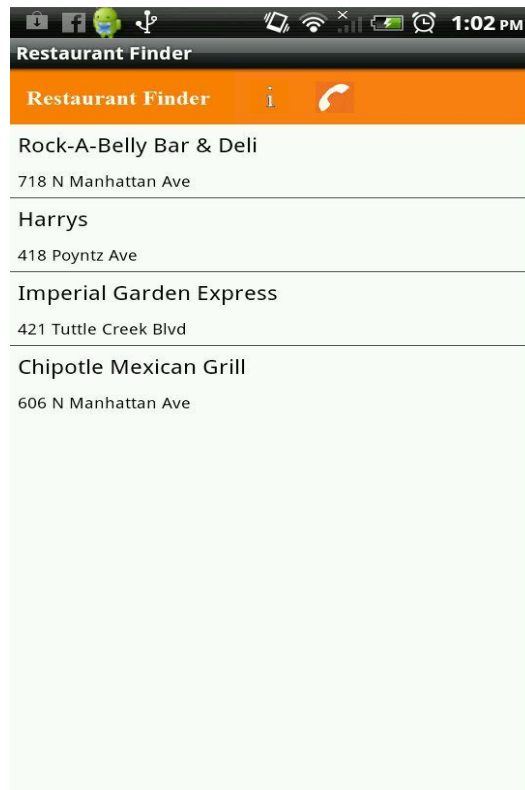 1:02 PM
Restaurant Finder
Restaurant Finder i
Rock-A-Belly Bar & Deli
718 N Manhattan Ave
Harrys
418 Poyntz Ave
Imperial Garden Express
421 Tuttle Creek Blvd
Chipotle Mexican Grill
606 N Manhattan Ave